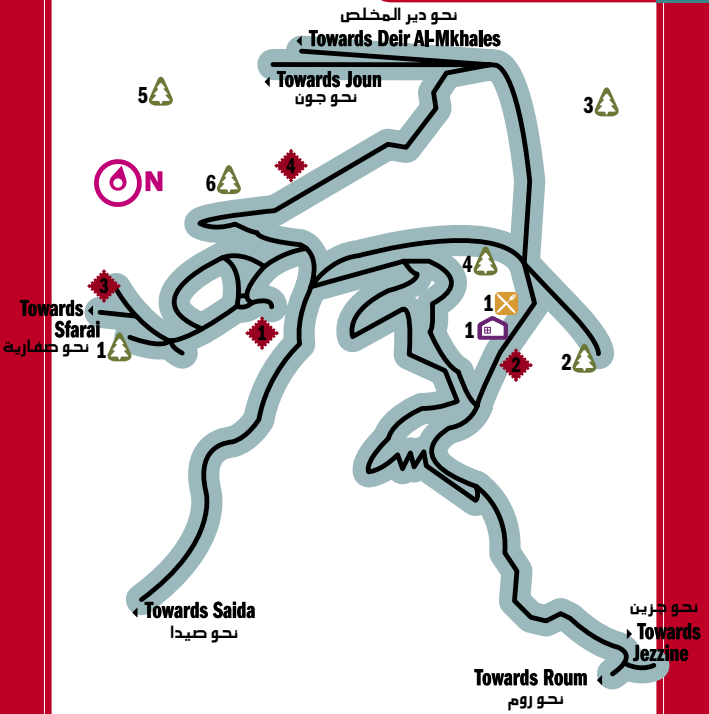 نحو دير المخلص
Towards Deir Al-Mkhales
Towards Joun
نحو جون
5
3
4
6
N
4
3
1
Towards
Sfarai
نحو صفارية
1
1
1
2
2
Towards Saida
نحو صيدا
نحو جزين
Towards
Jezzine
Towards Roum
نحو روم